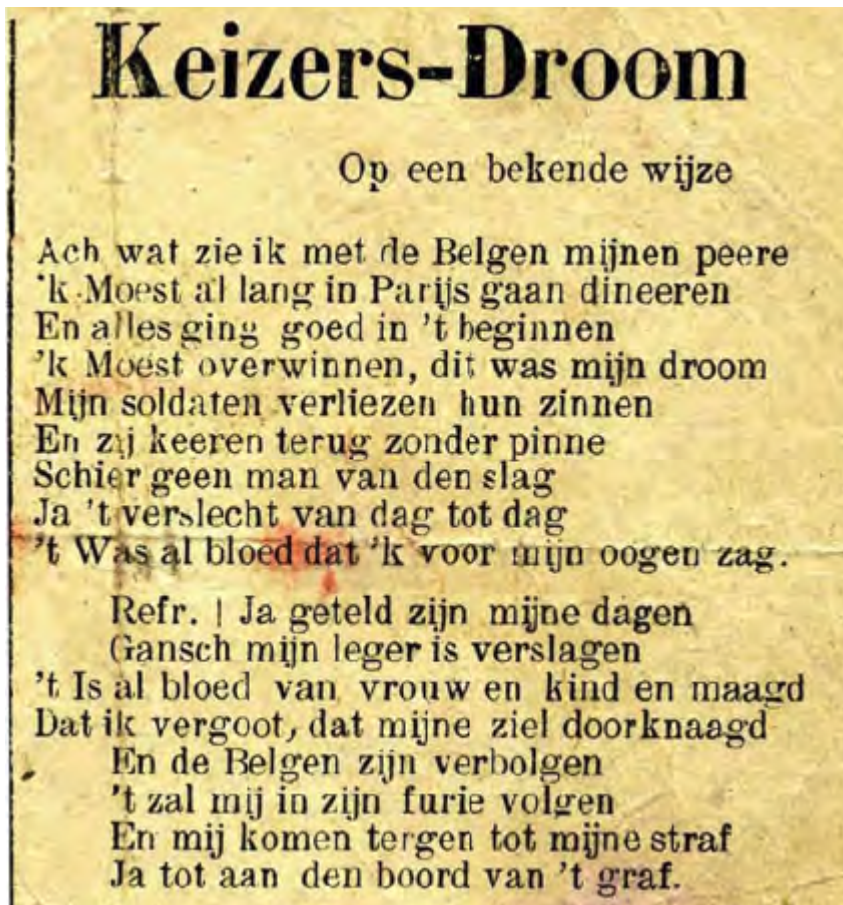 Keizers-Droom
Op een bekende wijze
Ach wat zie ik met de Belgen mijnen peere
'k Moest al lang in Parijs gaan dineeren
En alles ging goed in 't beginnen
'k Moest overwinnen, dit was mijn droom
Mijn soldaten verliezen hun zinnen
En zij keeren terug zonder pinne
Schier geen man van den slag
Ja 't verslecht van dag tot dag
't Was al bloed dat 'k voor mijn oogen zag.
Refr. | Ja geteld zijn mijne dagen
Gansch mijn leger is verslagen
't Is al bloed van vrouw en kind en maagd
Dat ik vergoot, dat mijne ziel doorknaagd
En de Belgen zijn verbolgen
't zal mij in zijn furie volgen
En mij komen tergen tot mijne straf
Ja tot aan den boord van 't graf.